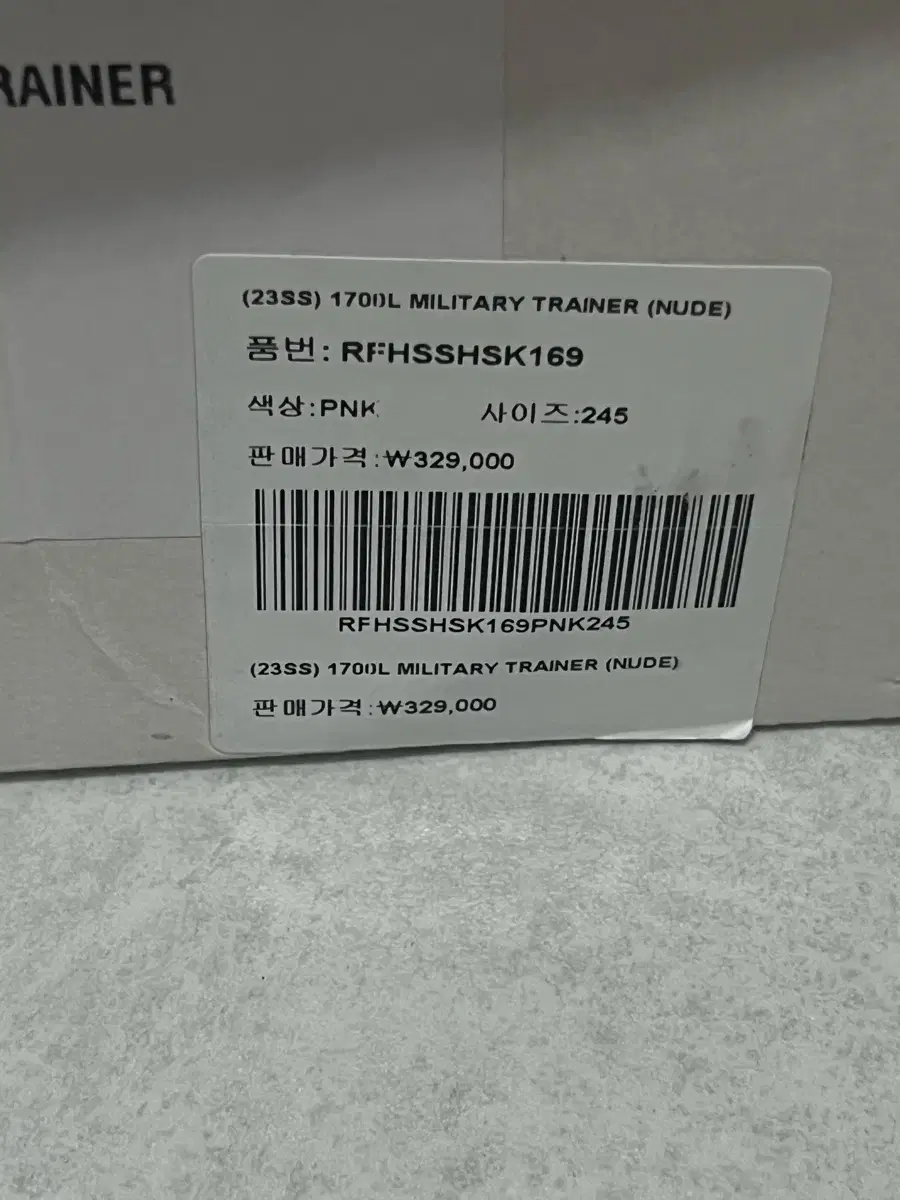 RAINER
(23SS) 1700L MILITARY TRAINER (NUDE)
품번: RFHSSHSK169
색상:PNK 사이즈:245
판매가격:₩329,000
RFHSSHSK169PNK245
(23SS) 1700L MILITARY TRAINER (NUDE)
판매가격:₩329,000